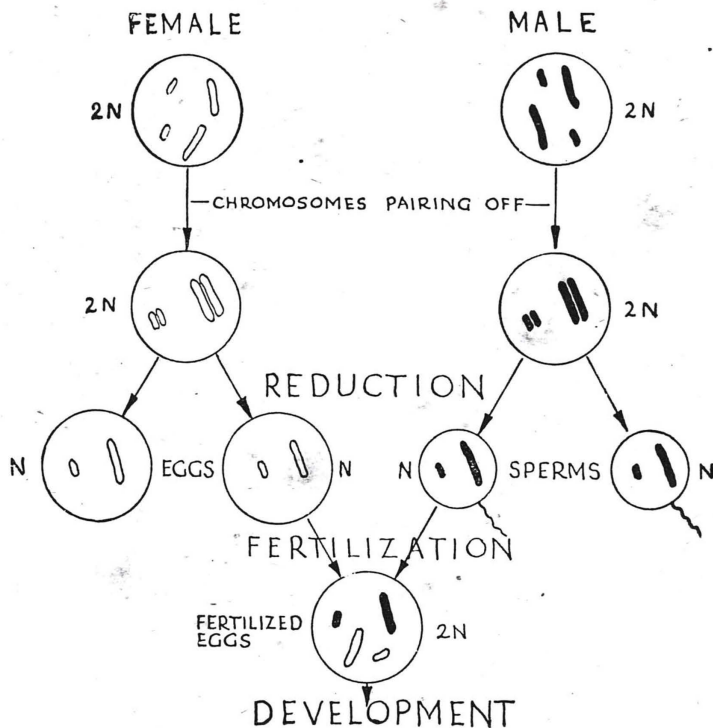 FEMALE
MALE
2N
2N
CHROMOSOMES PAIRING OFF
2N
2N
REDUCTION
N
EGGS
N
N
SPERMS
N
FERTILIZATION
FERTILIZED
EGGS
2N
DEVELOPMENT